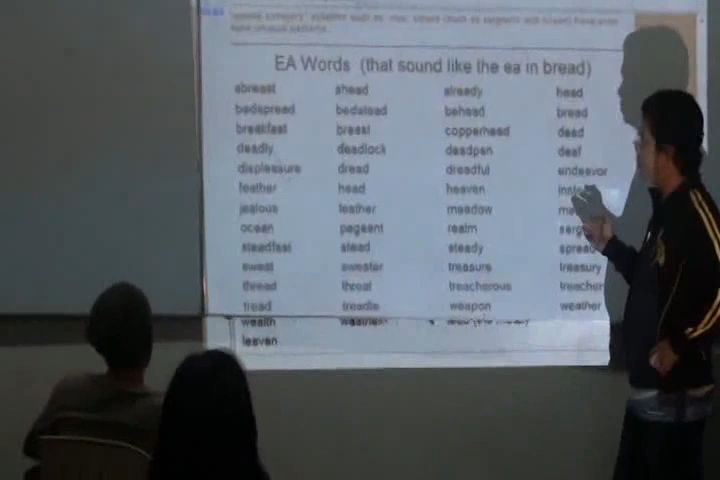 EA Words (that sound like the ea in bread)
abreast ahead already head
bedspread bedstead behead bread
breakfast breast copperhead dead
deadly deadlock deadpan deaf
displeasure dread dreadful endeavor
feather head heaven
jealous leather meadow
ocean pageant realm
steadfast stead steady spread
sweat sweater treasure treasury
thread threat treacherous treacher
tread treadle weapon weather
wealth
leaven